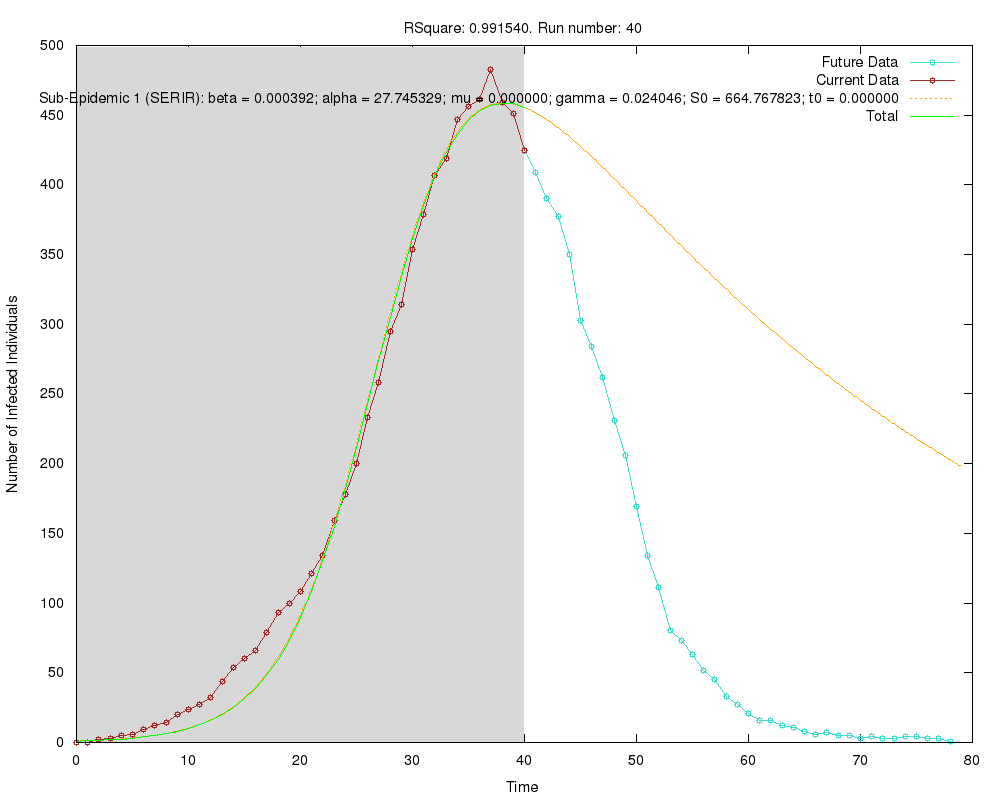 RSquare: 0.991540. Run number: 40
Future Data
Current Data
Sub-Epidemic 1 (SERIR): beta = 0.000392; alpha = 27.745329; mu = 0.000000; gamma = 0.024046; S0 = 664.767823; t0 = 0.000000
Total
500
450
400
350
300
250
200
150
100
50
0
Number of Infected Individuals
0 10 20 30 40 50 60 70 80
Time